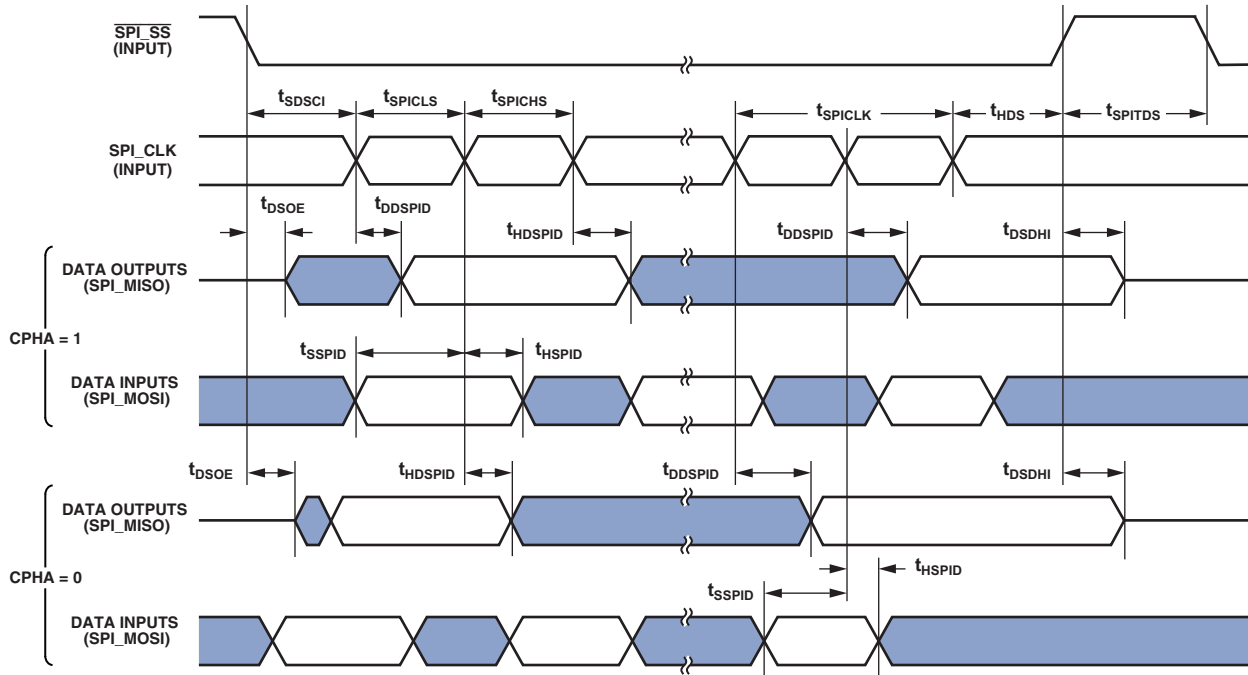 SPI_SS
(INPUT)
tSDSCI
tSPICLS
tSPICHS
tSPICLK
tHDS
tSPITDS
SPI_CLK
(INPUT)
tDSOE
tDDSPID
tHDSPID
tDDSPID
tDSDHI
DATA OUTPUTS
(SPI_MISO)
CPHA = 1
tSSPID
tHSPID
DATA INPUTS
(SPI_MOSI)
tDSOE
tHDSPID
tDDSPID
tDSDHI
DATA OUTPUTS
(SPI_MISO)
CPHA = 0
tHSPID
tSSPID
DATA INPUTS
(SPI_MOSI)